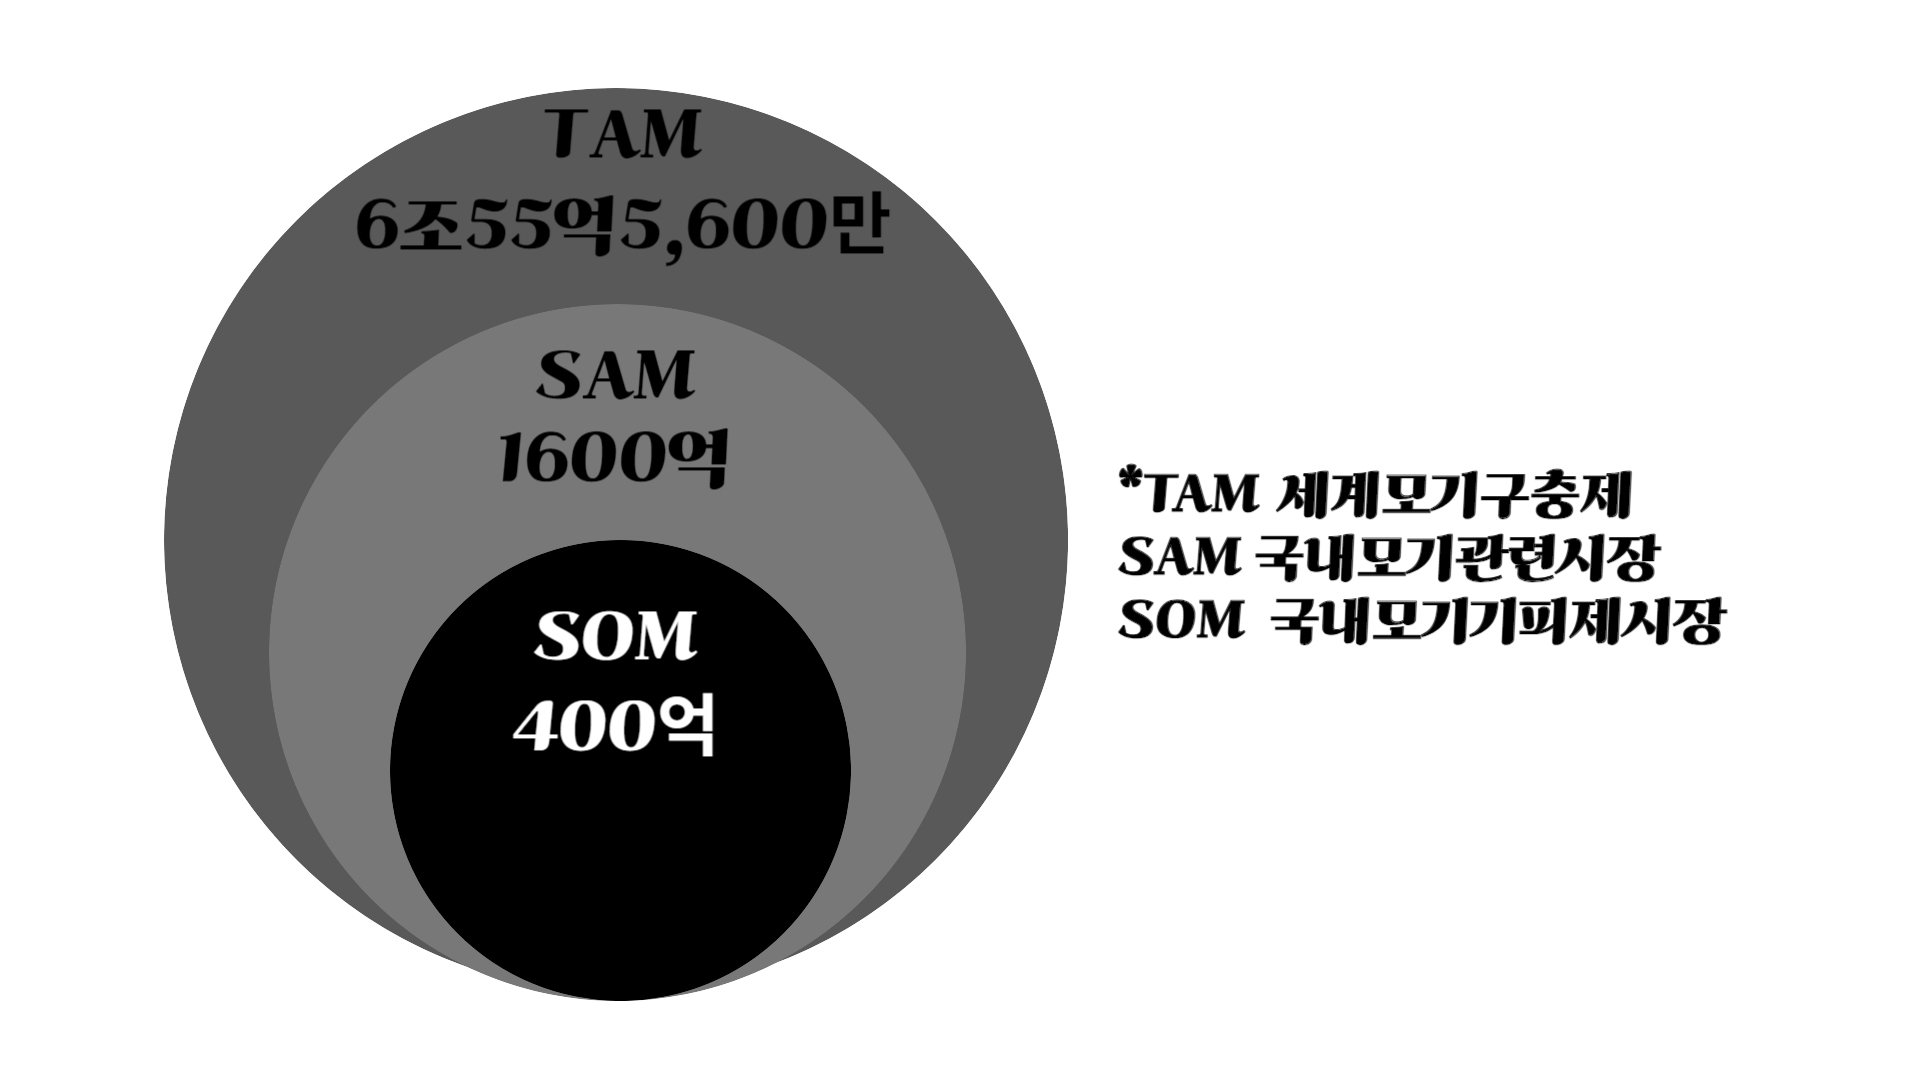 TAM
6조55억5,600만
SAM
1600억
SOM
400억
*TAM 세계모기구충제
SAM 국내모기관련시장
SOM 국내모기기피제시장